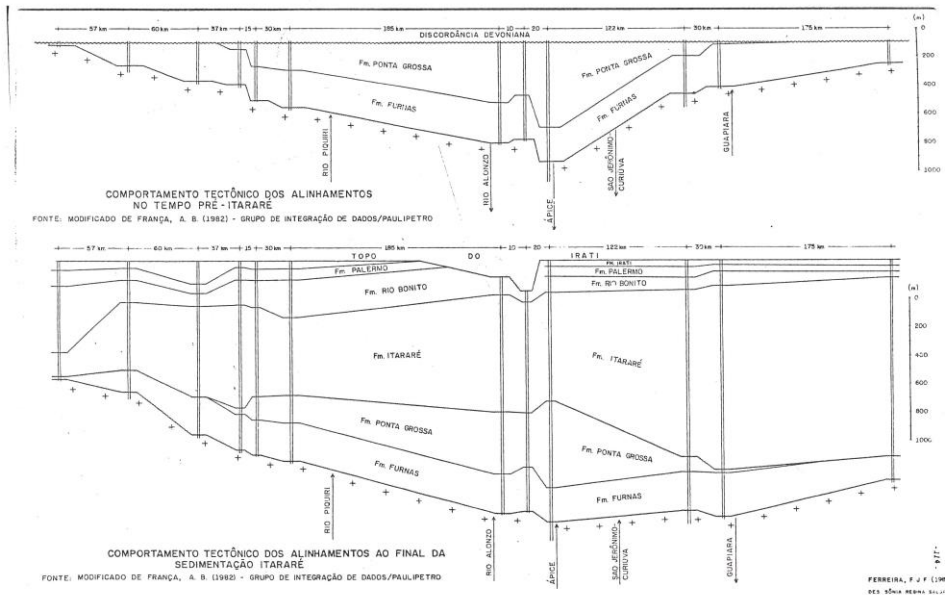 57 km 60 km 37 km 15 30 km 185 km 10 20 122 km 30 km 175 km
(m)
0
DISCORDÂNCIA DEVONIANA
Fm. PONTA GROSSA
Fm. PONTA GROSSA
200
400
Fm. FURNAS
Fm. FURNAS
600
800
1000
RIO PIQUIRI
RIO ALONZO
ÁPICE
SÃO JERÔNIMO-
CURIÚVA
GUAPIARA
COMPORTAMENTO TECTÔNICO DOS ALINHAMENTOS
NO TEMPO PRÉ-ITARARÉ
FONTE: MODIFICADO DE FRANÇA, A. B. (1982) - GRUPO DE INTEGRAÇÃO DE DADOS/PAULIPETRO
57 km 60 km 37 km 15 30 km 185 km 10 20 122 km 30 km 175
TOPO DO IRATI
Fm. IRATI
Fm. PALERMO
Fm. PALERMO
Fm. RIO BONITO
Fm. RIO BONITO
(m)
0
200
Fm. ITARARÉ
Fm. ITARARÉ
400
600
800
Fm. PONTA GROSSA
Fm. PONTA GROSSA
1000
Fm. FURNAS
Fm. FURNAS
RIO PIQUIRI
RIO ALONZO
ÁPICE
SÃO JERÔNIMO-
CURIÚVA
GUAPIARA
COMPORTAMENTO TECTÔNICO DOS ALINHAMENTOS AO FINAL DA
SEDIMENTAÇÃO ITARARÉ
FONTE: MODIFICADO DE FRANÇA, A. B. (1982) - GRUPO DE INTEGRAÇÃO DE DADOS/PAULIPETRO
FERREIRA, F J F (198
DES SÔNIA REGINA